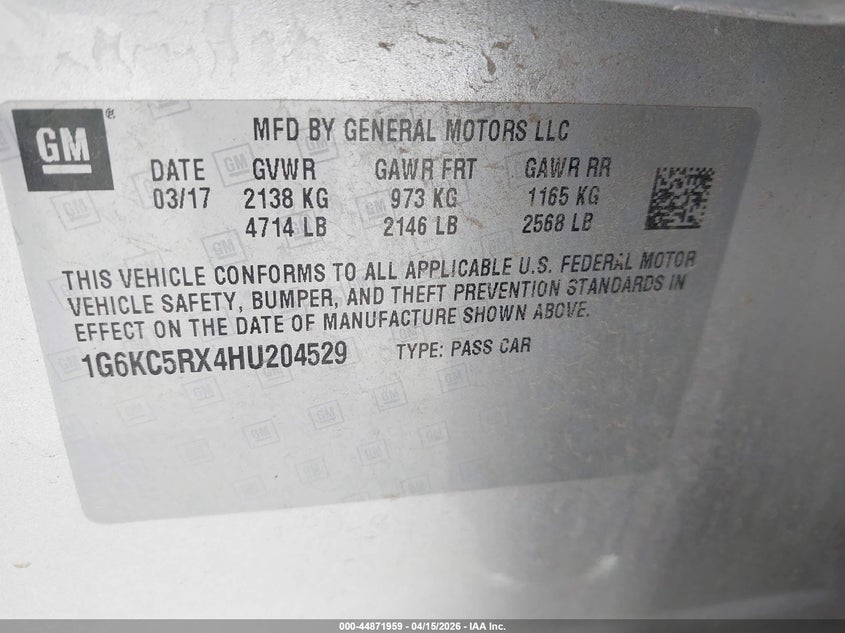 GM
MFD BY GENERAL MOTORS LLC
DATE GVWR GAWR FRT GAWR RR
03/17 2138 KG 973 KG 1165 KG
4714 LB 2146 LB 2568 LB
THIS VEHICLE CONFORMS TO ALL APPLICABLE U.S. FEDERAL MOTOR
VEHICLE SAFETY, BUMPER, AND THEFT PREVENTION STANDARDS IN
EFFECT ON THE DATE OF MANUFACTURE SHOWN ABOVE.
1G6KC5RX4HU204529 TYPE: PASS CAR
000-44871959 - 04/15/2026 - IAA Inc.